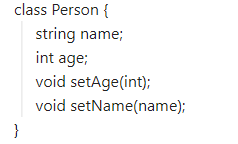 class Person {
string name;
int age;
void setAge(int);
void setName(name);
}